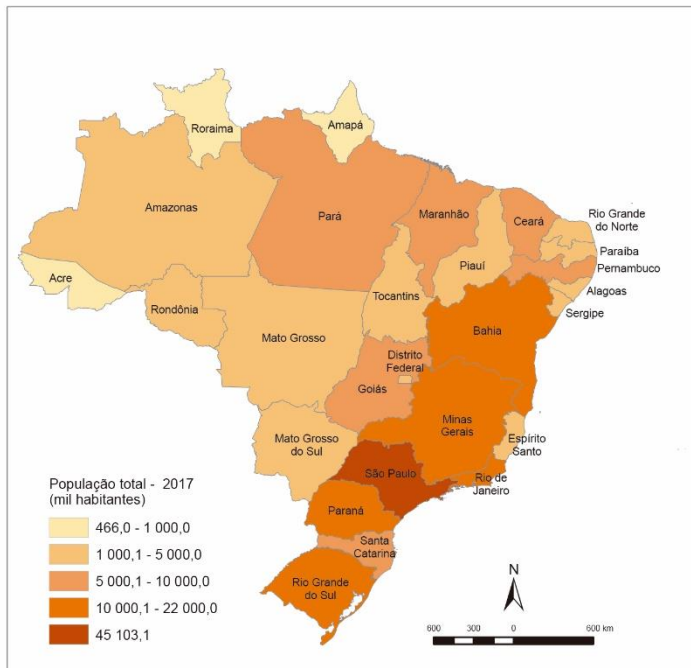 Roraima
Amapá
Amazonas
Pará
Maranhão
Ceará
Rio Grande
do Norte
Paraíba
Pernambuco
Alagoas
Sergipe
Piauí
Acre
Rondônia
Tocantins
Mato Grosso
Bahia
Distrito
Federal
Goiás
Minas
Gerais
Espírito
Santo
Mato Grosso
do Sul
São Paulo
Rio de
Janeiro
Paraná
Santa
Catarina
Rio Grande
do Sul
População total - 2017
(mil habitantes)
466,0 - 1 000,0
1 000,1 - 5 000,0
5 000,1 - 10 000,0
10 000,1 - 22 000,0
45 103,1
N
600 300 0 600 km